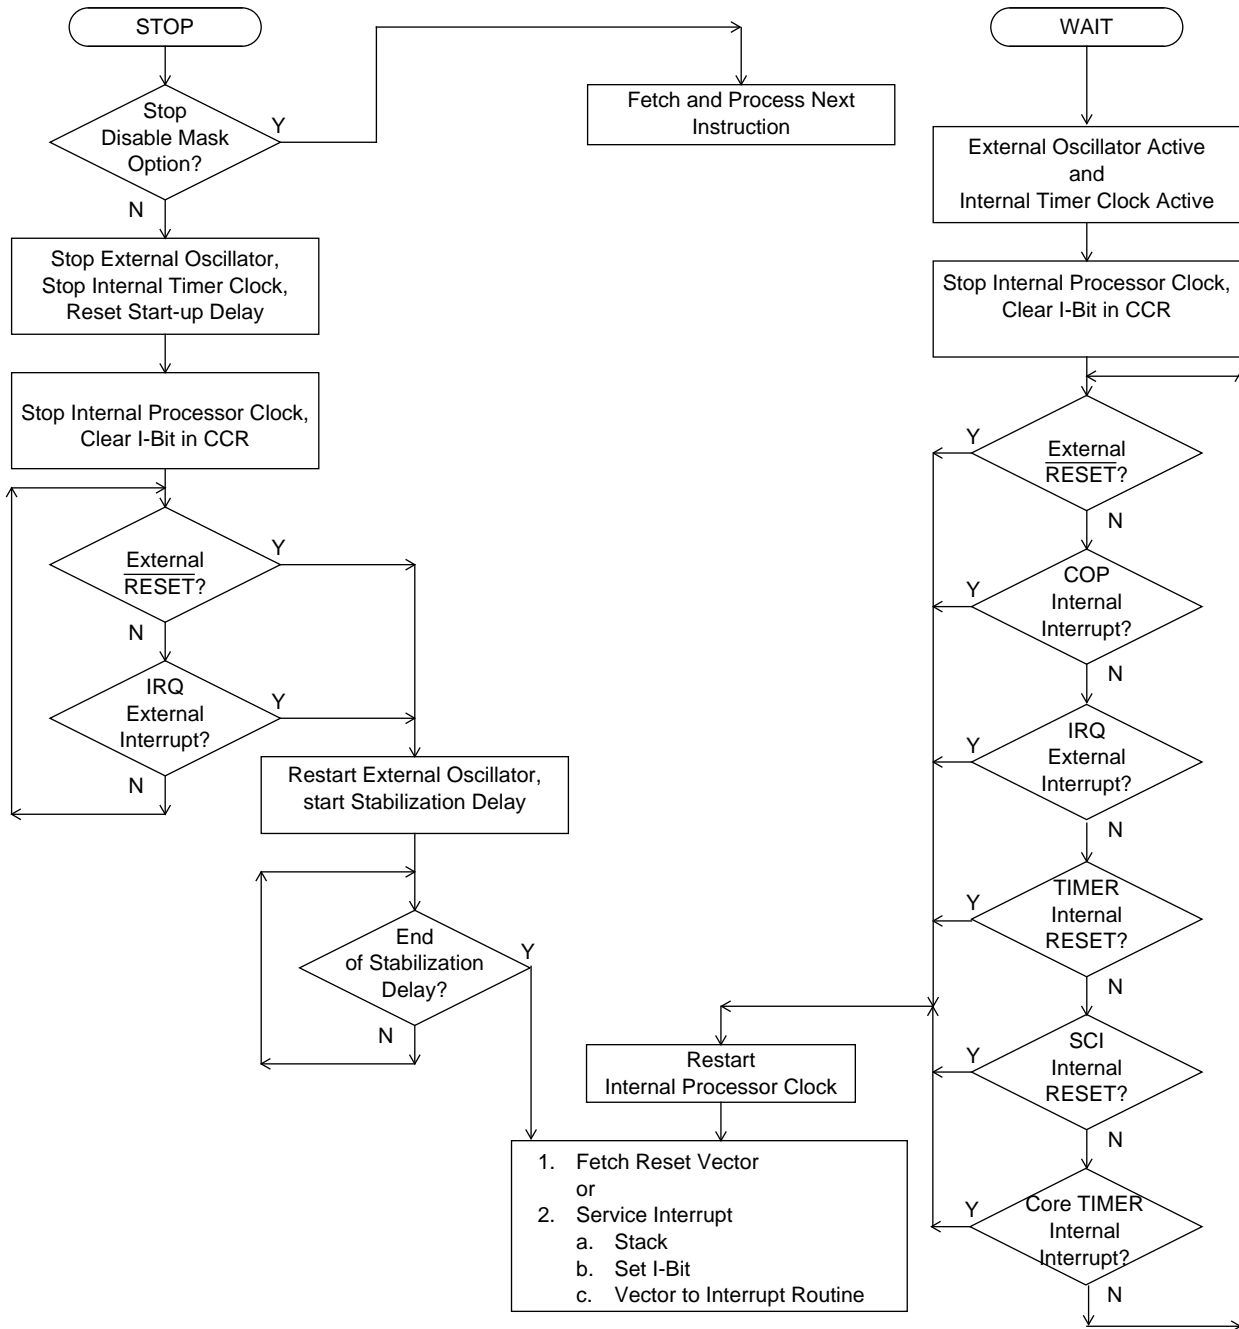 STOP
Stop
Disable Mask
Option?
Y
N
Fetch and Process Next
Instruction
Stop External Oscillator,
Stop Internal Timer Clock,
Reset Start-up Delay
Stop Internal Processor Clock,
Clear I-Bit in CCR
External
RESET?
Y
N
IRQ
External
Interrupt?
Y
N
Restart External Oscillator,
start Stabilization Delay
End
of Stabilization
Delay?
Y
N
WAIT
External Oscillator Active
and
Internal Timer Clock Active
Stop Internal Processor Clock,
Clear I-Bit in CCR
Y
External
RESET?
N
Y
COP
Internal
Interrupt?
N
Y
IRQ
External
Interrupt?
N
Y
TIMER
Internal
RESET?
N
Y
SCI
Internal
RESET?
N
Y
Core TIMER
Internal
Interrupt?
N
Restart
Internal Processor Clock
1. Fetch Reset Vector
or
2. Service Interrupt
a. Stack
b. Set I-Bit
c. Vector to Interrupt Routine